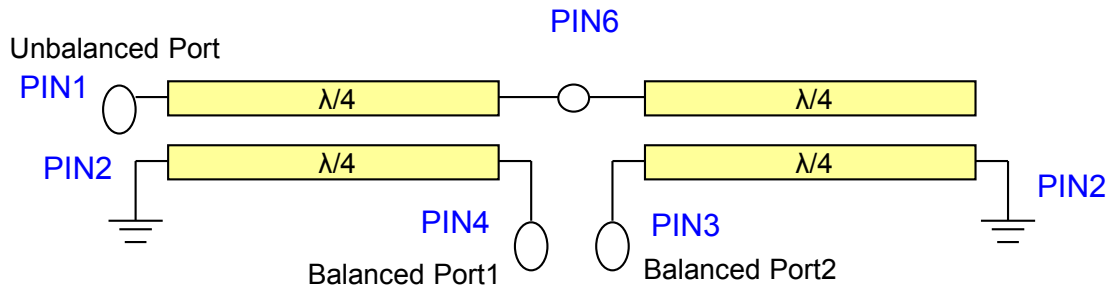 PIN6
Unbalanced Port
PIN1
λ/4
λ/4
PIN2
λ/4
λ/4
PIN2
PIN4
PIN3
Balanced Port1
Balanced Port2